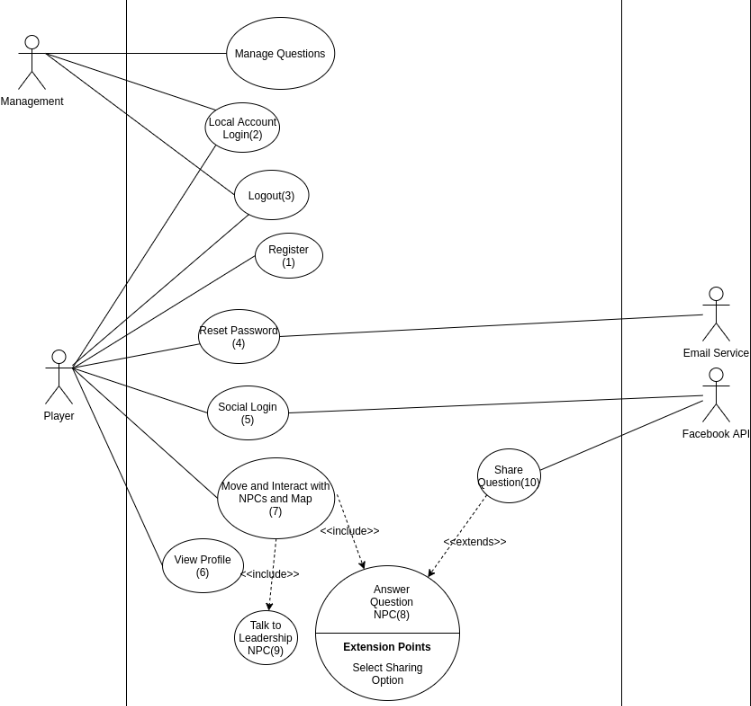 Manage Questions
Management
Local Account
Login(2)
Logout(3)
Register
(1)
Reset Password
(4)
Email Service
Player
Social Login
(5)
Facebook API
Share
Question(10)
Move and Interact with
NPCs and Map
(7)
<<include>>
<<extends>>
View Profile
(6)
<<include>>
Answer
Question
NPC(8)
Talk to
Leadership
NPC(9)
Extension Points
Select Sharing
Option